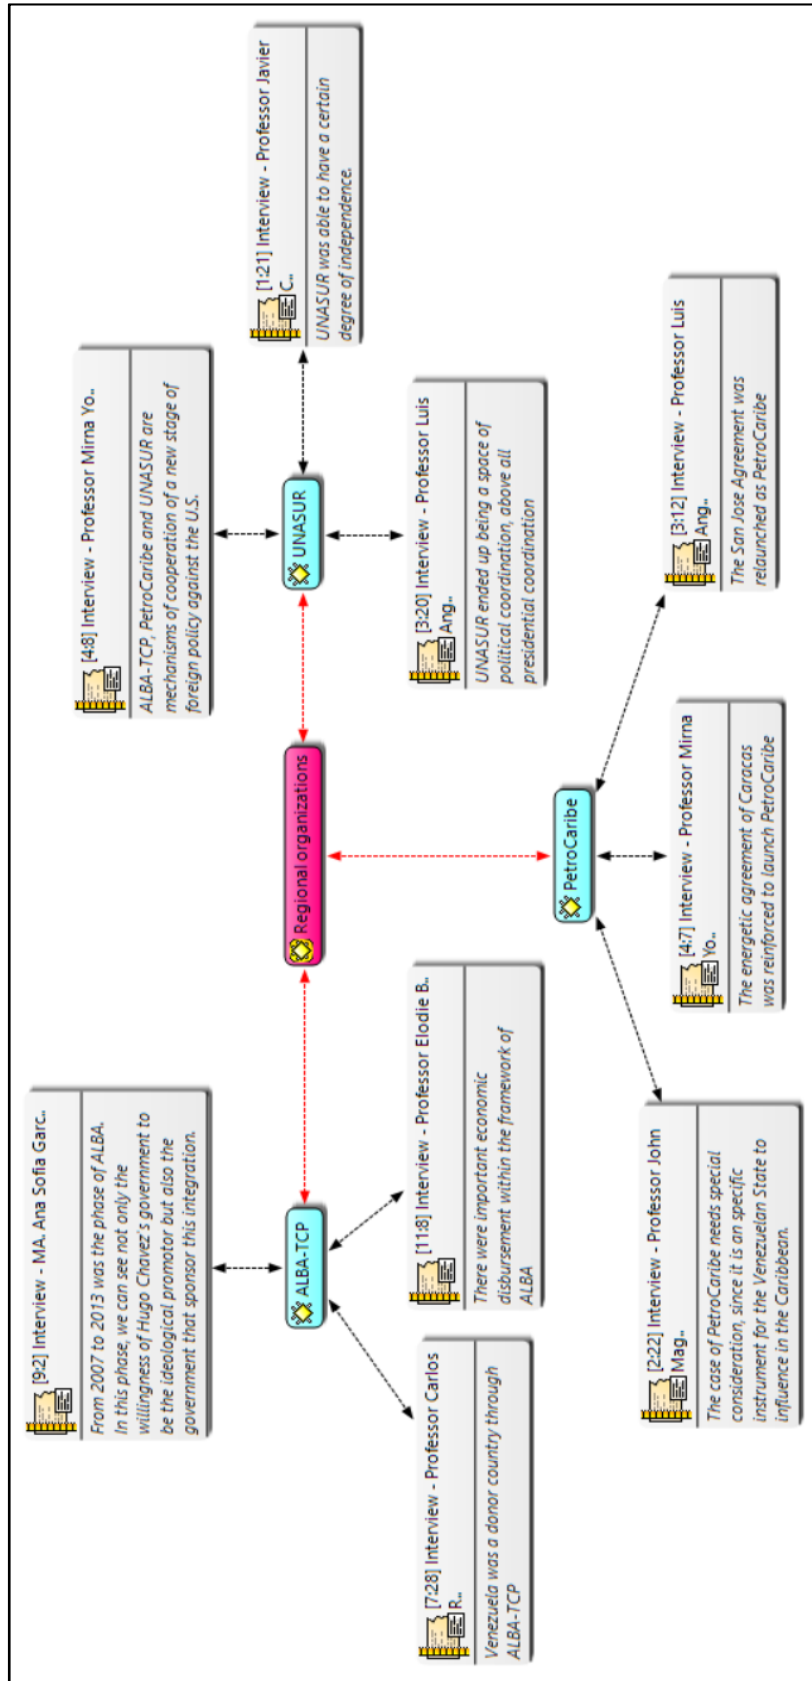 [9:2] Interview - MA. Ana Sofia Garc..
From 2007 to 2013 was the phase of ALBA.
In this phase, we can see not only the
willingness of Hugo Chavez´s government to
be the ideological promotor but also the
government that sponsor this integration.
[4:8] Interview - Professor Mirna Yo..
ALBA-TCP, PetroCaribe and UNASUR are
mechanisms of cooperation of a new stage of
foreign policy against the U.S.
[1:21] Interview - Professor Javier
C..
UNASUR was able to have a certain
degree of independence.
ALBA-TCP
Regional organizations
UNASUR
[7:28] Interview - Professor Carlos
R..
Venezuela was a donor country through
ALBA-TCP
[11:8] Interview - Professor Elodie B..
There were important economic
disbursement within the framework of
ALBA
[3:20] Interview - Professor Luis
Ang..
UNASUR ended up being a space of
political coordination, above all
presidential coordination
PetroCaribe
[2:22] Interview - Professor John
Mag..
The case of PetroCaribe needs special
consideration, since it is an specific
instrument for the Venezuelan State to
influence in the Caribbean.
[4:7] Interview - Professor Mirna
Yo..
The energetic agreement of Caracas
was reinforced to launch PetroCaribe
[3:12] Interview - Professor Luis
Ang..
The San Jose Agreement was
relaunched as PetroCaribe